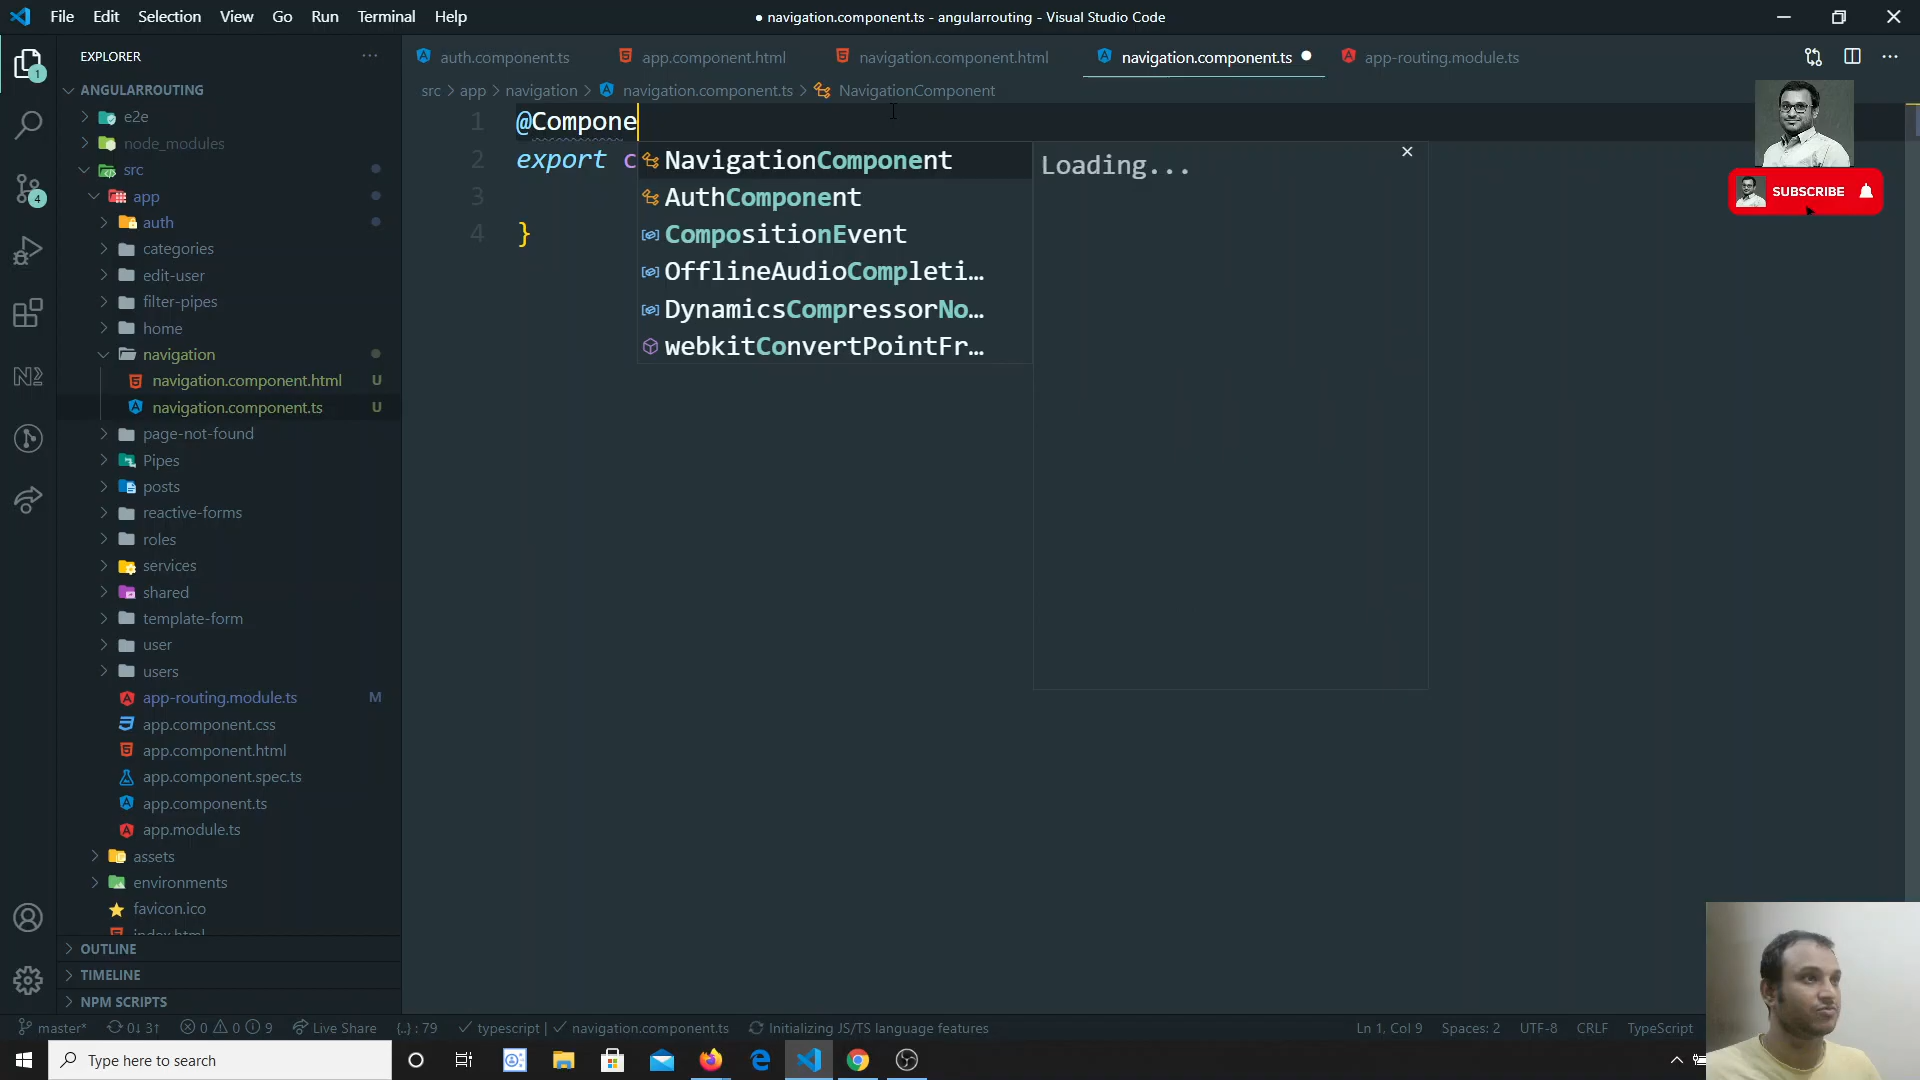 File Edit Selection View Go Run Terminal Help
● navigation.component.ts - angularrouting - Visual Studio Code
EXPLORER
auth.component.ts app.component.html navigation.component.html navigation.component.ts app-routing.module.ts
ANGULARROUTING
src > app > navigation > navigation.component.ts > NavigationComponent
e2e
node_modules
src
app
auth
categories
edit-user
filter-pipes
home
navigation
navigation.component.html U
navigation.component.ts U
page-not-found
Pipes
posts
reactive-forms
roles
services
shared
template-form
user
users
app-routing.module.ts M
app.component.css
app.component.html
app.component.spec.ts
app.component.ts
app.module.ts
assets
environments
favicon.ico
index.html
OUTLINE
TIMELINE
NPM SCRIPTS
1 @Compone
2 export c
3
4 }
NavigationComponent
AuthComponent
CompositionEvent
OfflineAudioCompleti…
DynamicsCompressorNo…
webkitConvertPointFr…
Loading...
SUBSCRIBE
1
4
master* 0↓ 3↑ 0 0 9 Live Share {..} : 79 typescript | navigation.component.ts Initializing JS/TS language features
Ln 1, Col 9 Spaces: 2 UTF-8 CRLF TypeScript
Type here to search